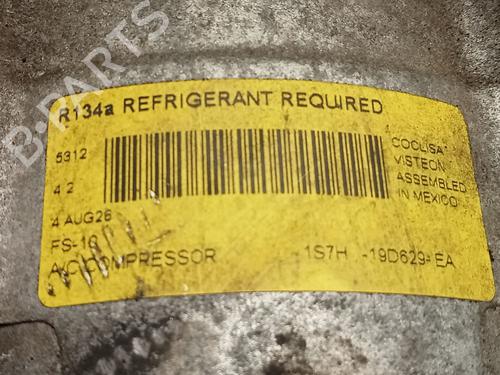 B-PARTS
R134a REFRIGERANT REQUIRED
5312
4 2
4 AUG26
FS-10
A/C COMPRESSOR
COCLISA
VISTEON
ASSEMBLED
IN MEXICO
1S7H -19D629- EA